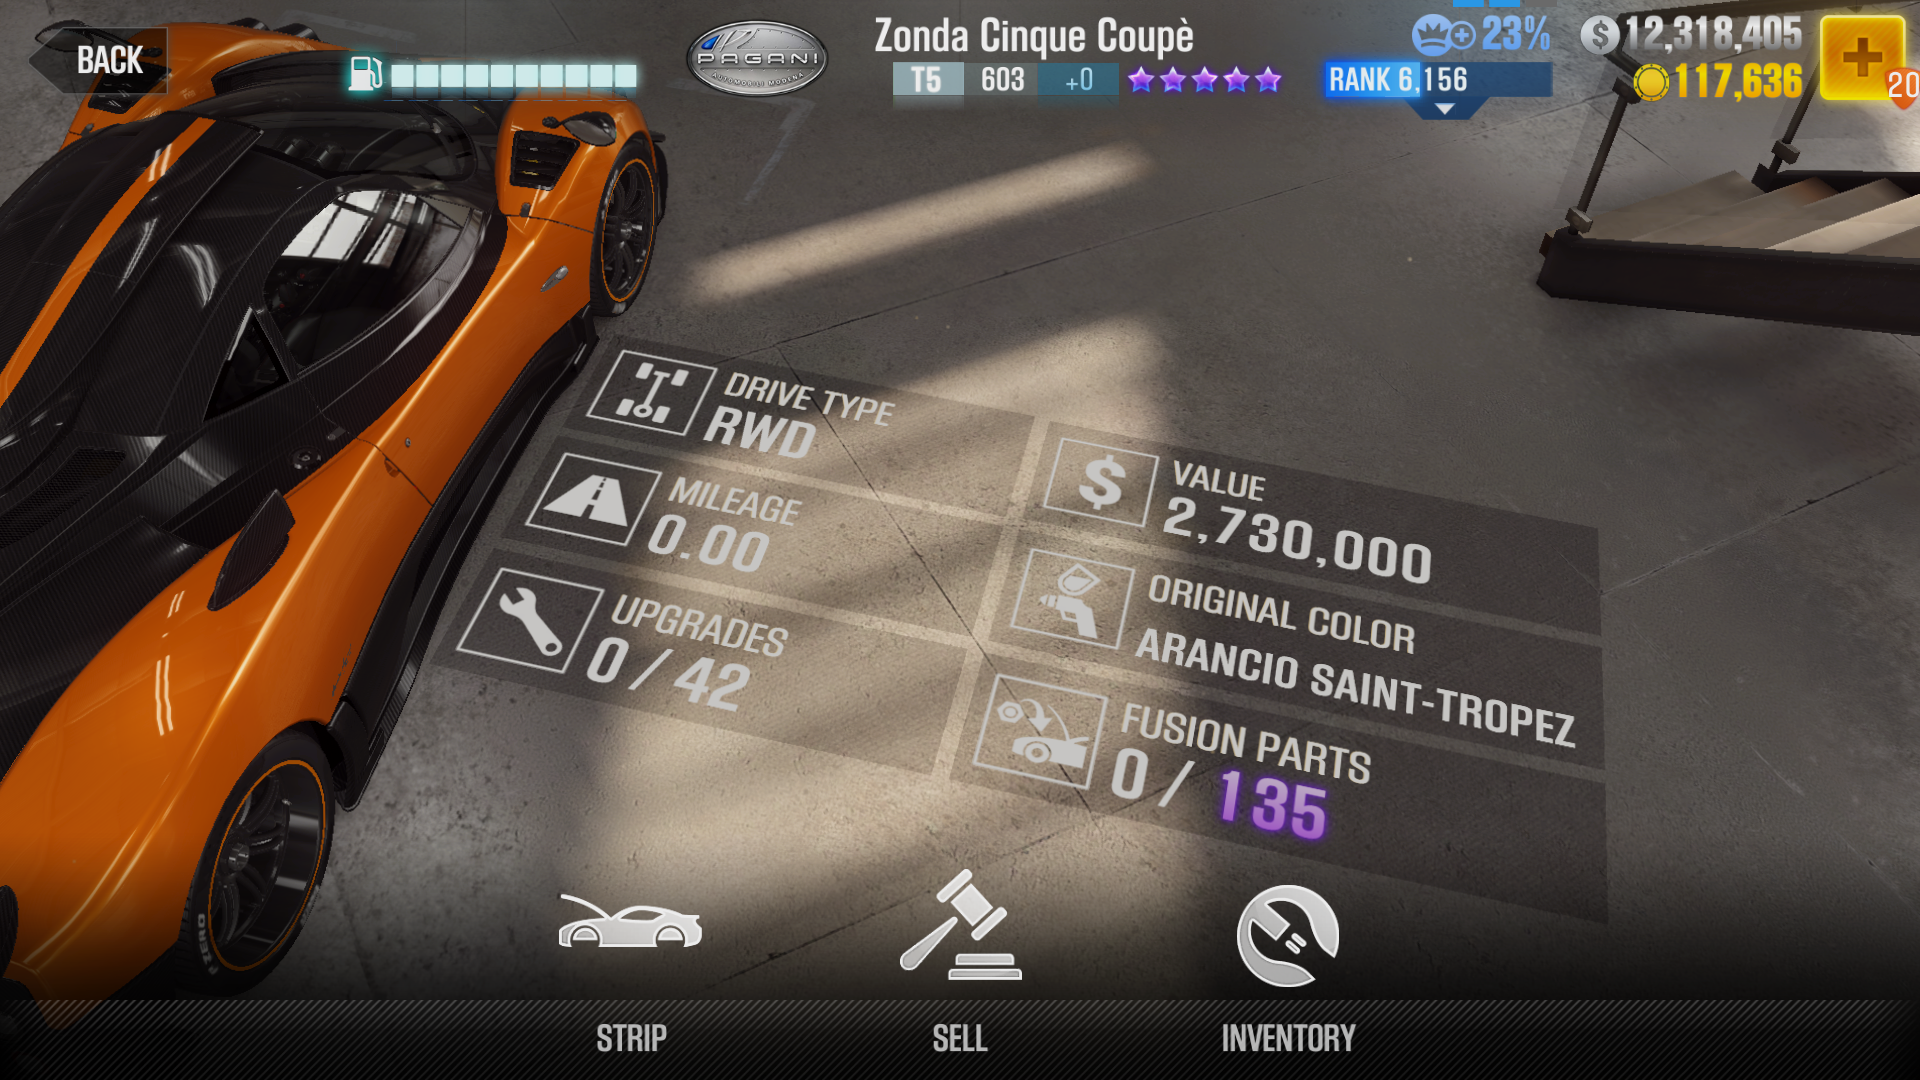 BACK
PAGANI
AUTOMOBILI MODENA
Zonda Cinque Coupè
T5 603 +0
23%
RANK 6,156
12,318,405
117,636
20
DRIVE TYPE
RWD
MILEAGE
0.00
UPGRADES
0 / 42
VALUE
2,730,000
ORIGINAL COLOR
ARANCIO SAINT-TROPEZ
FUSION PARTS
0 / 135
STRIP
SELL
INVENTORY